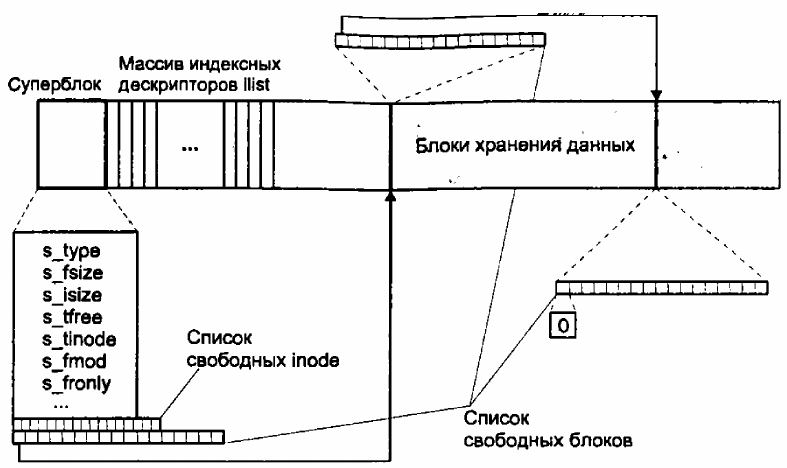 Суперблок
Массив индексных
дескрипторов ilist
...
Блоки хранения данных
s_type
s_fsize
s_isize
s_tfree
s_tinode
s_fmod
s_fronly
...
Список
свободных inode
0
Список
свободных блоков